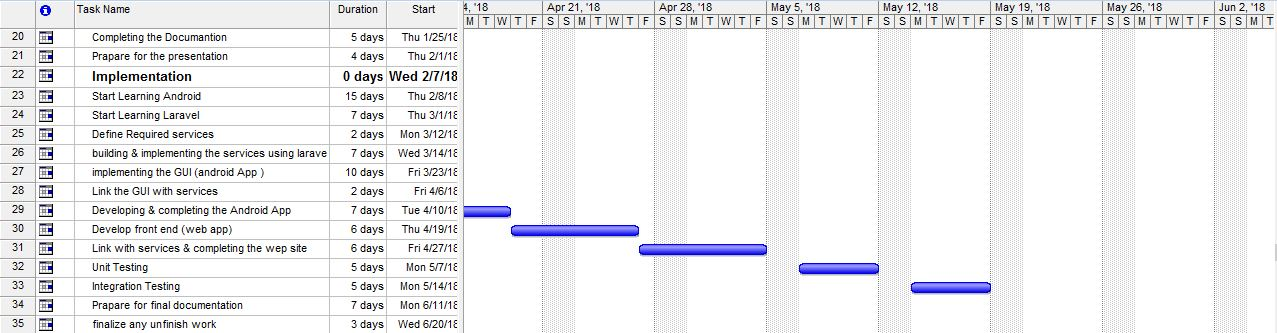 Task Name Duration Start 4, '18 Apr 21, '18 Apr 28, '18 May 5, '18 May 12, '18 May 19, '18 May 26, '18 Jun 2, '18
M T W T F S S M T W T F S S M T W T F S S M T W T F S S M T W T F S S M T W T F S S M T W T F S S M T
20 Completing the Documantion 5 days Thu 1/25/18
21 Prapare for the presentation 4 days Thu 2/1/18
22 Implementation 0 days Wed 2/7/18
23 Start Learning Android 15 days Thu 2/8/18
24 Start Learning Laravel 7 days Thu 3/1/18
25 Define Required services 2 days Mon 3/12/18
26 building & implementing the services using larave 7 days Wed 3/14/18
27 implementing the GUI (android App ) 10 days Fri 3/23/18
28 Link the GUI with services 2 days Fri 4/6/18
29 Developing & completing the Android App 7 days Tue 4/10/18
30 Develop front end (web app) 6 days Thu 4/19/18
31 Link with services & completing the wep site 6 days Fri 4/27/18
32 Unit Testing 5 days Mon 5/7/18
33 Integration Testing 5 days Mon 5/14/18
34 Prapare for final documentation 7 days Mon 6/11/18
35 finalize any unfinish work 3 days Wed 6/20/18